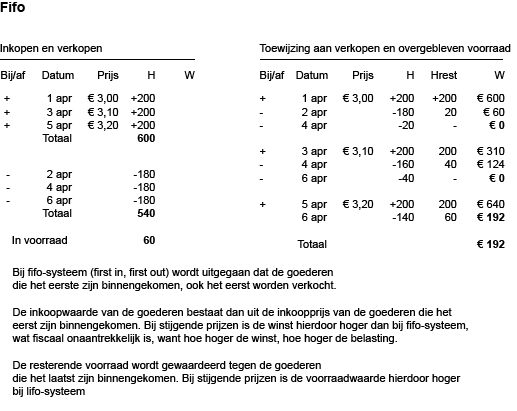 Fifo
Inkopen en verkopen
Bij/af Datum Prijs H W
+ 1 apr € 3,00 +200
+ 3 apr € 3,10 +200
+ 5 apr € 3,20 +200
Totaal 600
- 2 apr -180
- 4 apr -180
- 6 apr -180
Totaal 540
In voorraad 60
Toewijzing aan verkopen en overgebleven voorraad
Bij/af Datum Prijs H Hrest W
+ 1 apr € 3,00 +200 +200 € 600
- 2 apr -180 20 € 60
- 4 apr -20 - € 0
+ 3 apr € 3,10 +200 200 € 310
- 4 apr -160 40 € 124
- 6 apr -40 - € 0
+ 5 apr € 3,20 +200 200 € 640
6 apr -140 60 € 192
Totaal € 192
Bij fifo-systeem (first in, first out) wordt uitgegaan dat de goederen
die het eerste zijn binnengekomen, ook het eerst worden verkocht.
De inkoopwaarde van de goederen bestaat dan uit de inkoopprijs van de goederen die het
eerst zijn binnengekomen. Bij stijgende prijzen is de winst hierdoor hoger dan bij fifo-systeem,
wat fiscaal onaantrekkelijk is, want hoe hoger de winst, hoe hoger de belasting.
De resterende voorraad wordt gewaardeerd tegen de goederen
die het laatst zijn binnengekomen. Bij stijgende prijzen is de voorraadwaarde hierdoor hoger
bij lifo-systeem